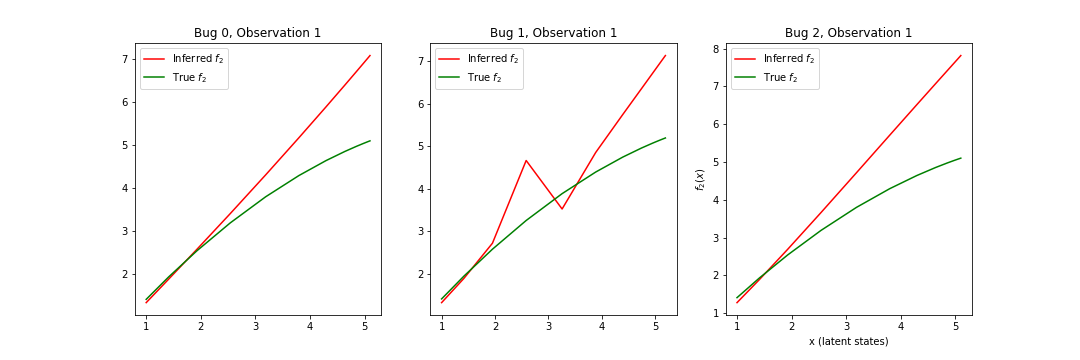 Bug 0, Observation 1
Inferred f₂
True f₂
7
6
5
4
3
2
1 2 3 4 5
Bug 1, Observation 1
Inferred f₂
True f₂
7
6
5
4
3
2
1 2 3 4 5
Bug 2, Observation 1
Inferred f₂
True f₂
f₂(x)
8
7
6
5
4
3
2
1
1 2 3 4 5
x (latent states)